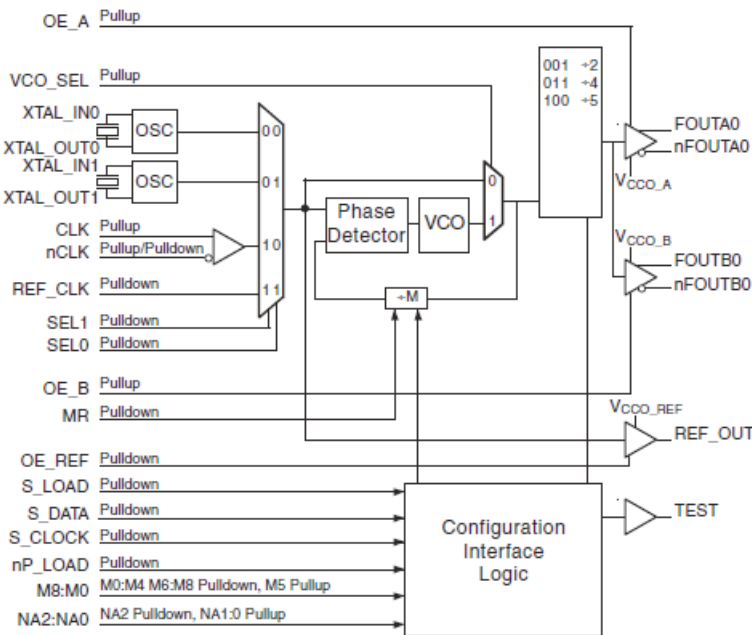 OE_A Pullup
VCO_SEL Pullup
001 ÷2
011 ÷4
100 ÷5
XTAL_IN0
OSC
00
XTAL_OUT0
XTAL_IN1
OSC
01
XTAL_OUT1
FOUTA0
nFOUTA0
VCCO_A
0
1
Phase
Detector
VCO
CLK Pullup
nCLK Pullup/Pulldown
10
VCCO_B
FOUTB0
nFOUTB0
REF_CLK Pulldown
11
÷M
SEL1 Pulldown
SEL0 Pulldown
OE_B Pullup
MR Pulldown
VCCO_REF
REF_OUT
OE_REF Pulldown
S_LOAD Pulldown
S_DATA Pulldown
S_CLOCK Pulldown
nP_LOAD Pulldown
M8:M0 M0:M4 M6:M8 Pulldown, M5 Pullup
NA2:NA0 NA2 Pulldown, NA1:0 Pullup
Configuration
Interface
Logic
TEST